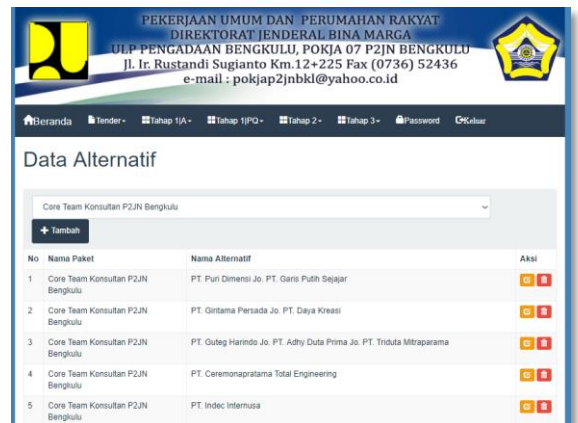 PEKERJAAN UMUM DAN PERUMAHAN RAKYAT
DIREKTORAT JENDERAL BINA MARGA
ULP PENGADAAN BENGKULU, POKJA 07 P2JN BENGKULU
Jl. Ir. Rustandi Sugianto Km.12+225 Fax (0736) 52436
e-mail : pokjap2jnbkl@yahoo.co.id
Beranda Tender Tahap 1|A Tahap 1|PQ Tahap 2 Tahap 3 Password Keluar
Data Alternatif
Core Team Konsultan P2JN Bengkulu
+ Tambah
No Nama Paket Nama Alternatif Aksi
1 Core Team Konsultan P2JN PT. Puri Dimensi Jo. PT. Garis Putih Sejajar
Bengkulu
2 Core Team Konsultan P2JN PT. Gintama Persada Jo. PT. Daya Kreasi
Bengkulu
3 Core Team Konsultan P2JN PT. Guteg Harindo Jo. PT. Adhy Duta Prima Jo. PT. Triduta Mitraparama
Bengkulu
4 Core Team Konsultan P2JN PT. Ceremonapratama Total Engineering
Bengkulu
5 Core Team Konsultan P2JN PT. Indec Internusa
Bengkulu